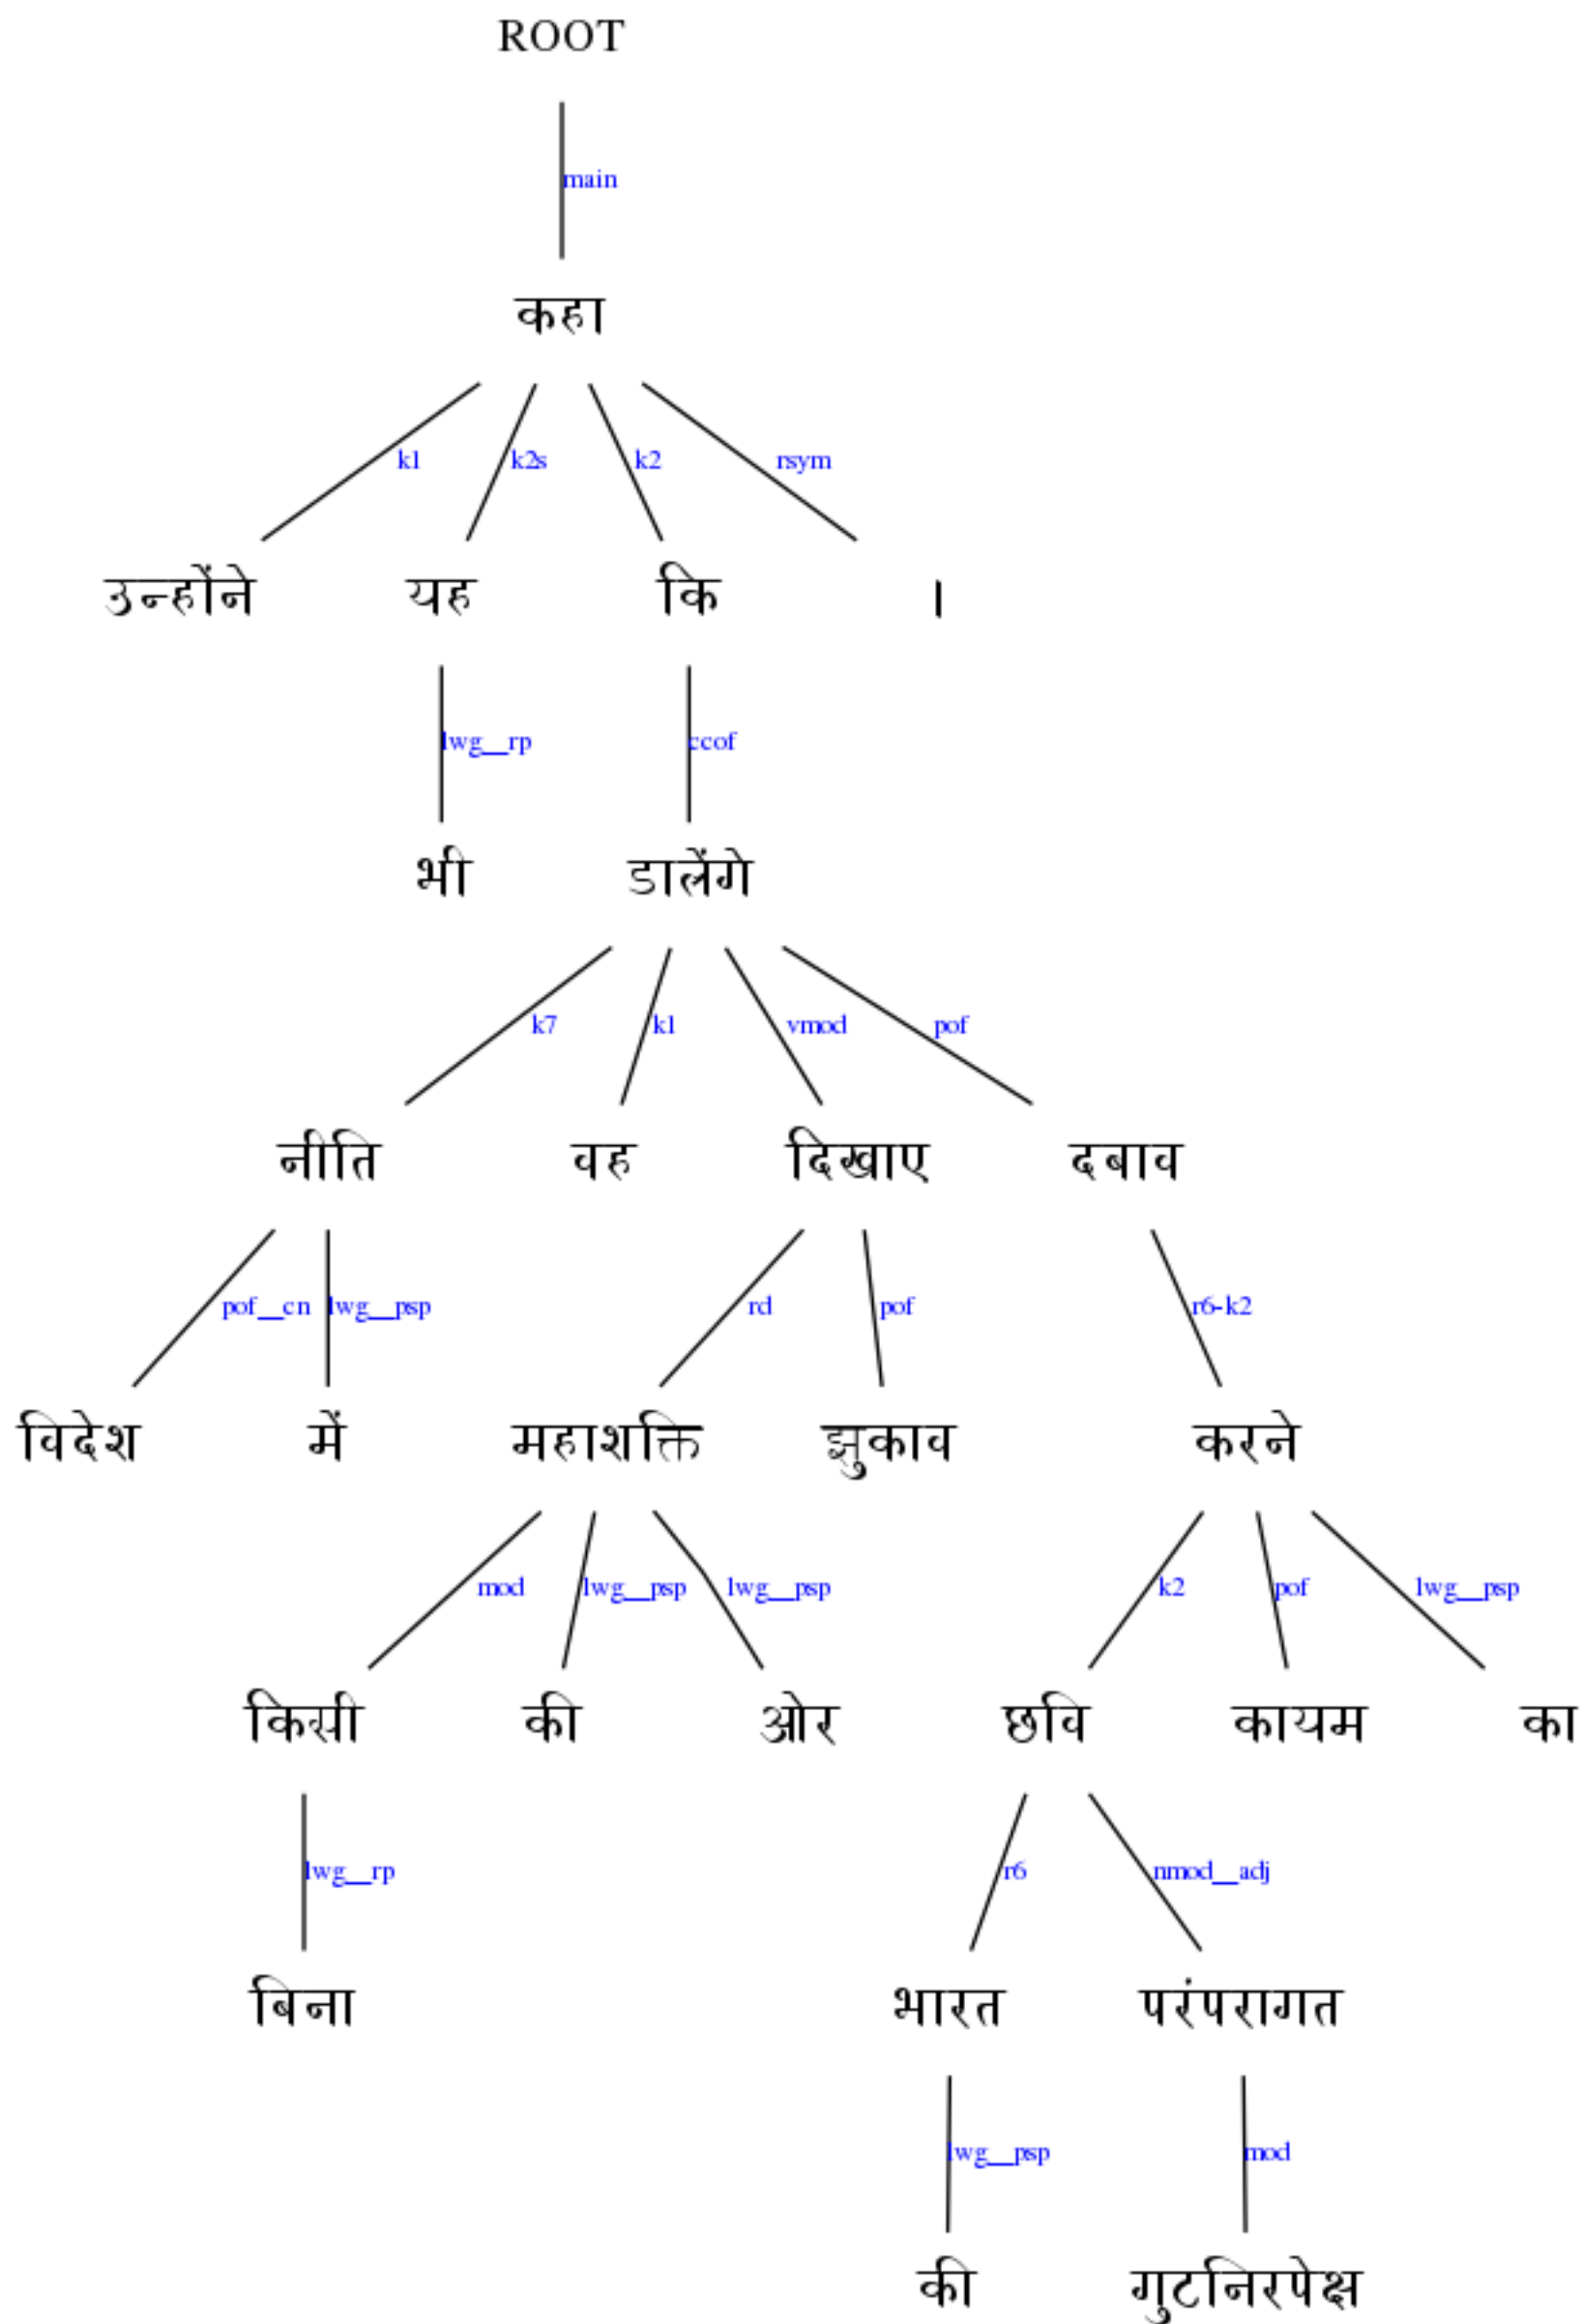 ROOT
main
कहा
k1 k2s k2 rsym
उन्होंने यह कि ।
lwg__rp ccof
भी डालेंगे
k7 k1 vmod pof
नीति वह दिखाए दबाव
pof__cn lwg__psp rd pof r6-k2
विदेश में महाशक्ति झुकाव करने
mod lwg__psp lwg__psp k2 pof lwg__psp
किसी की ओर छवि कायम का
lwg__rp r6 nmod__adj
बिना भारत परंपरागत
lwg__psp mod
की गुटनिरपेक्ष